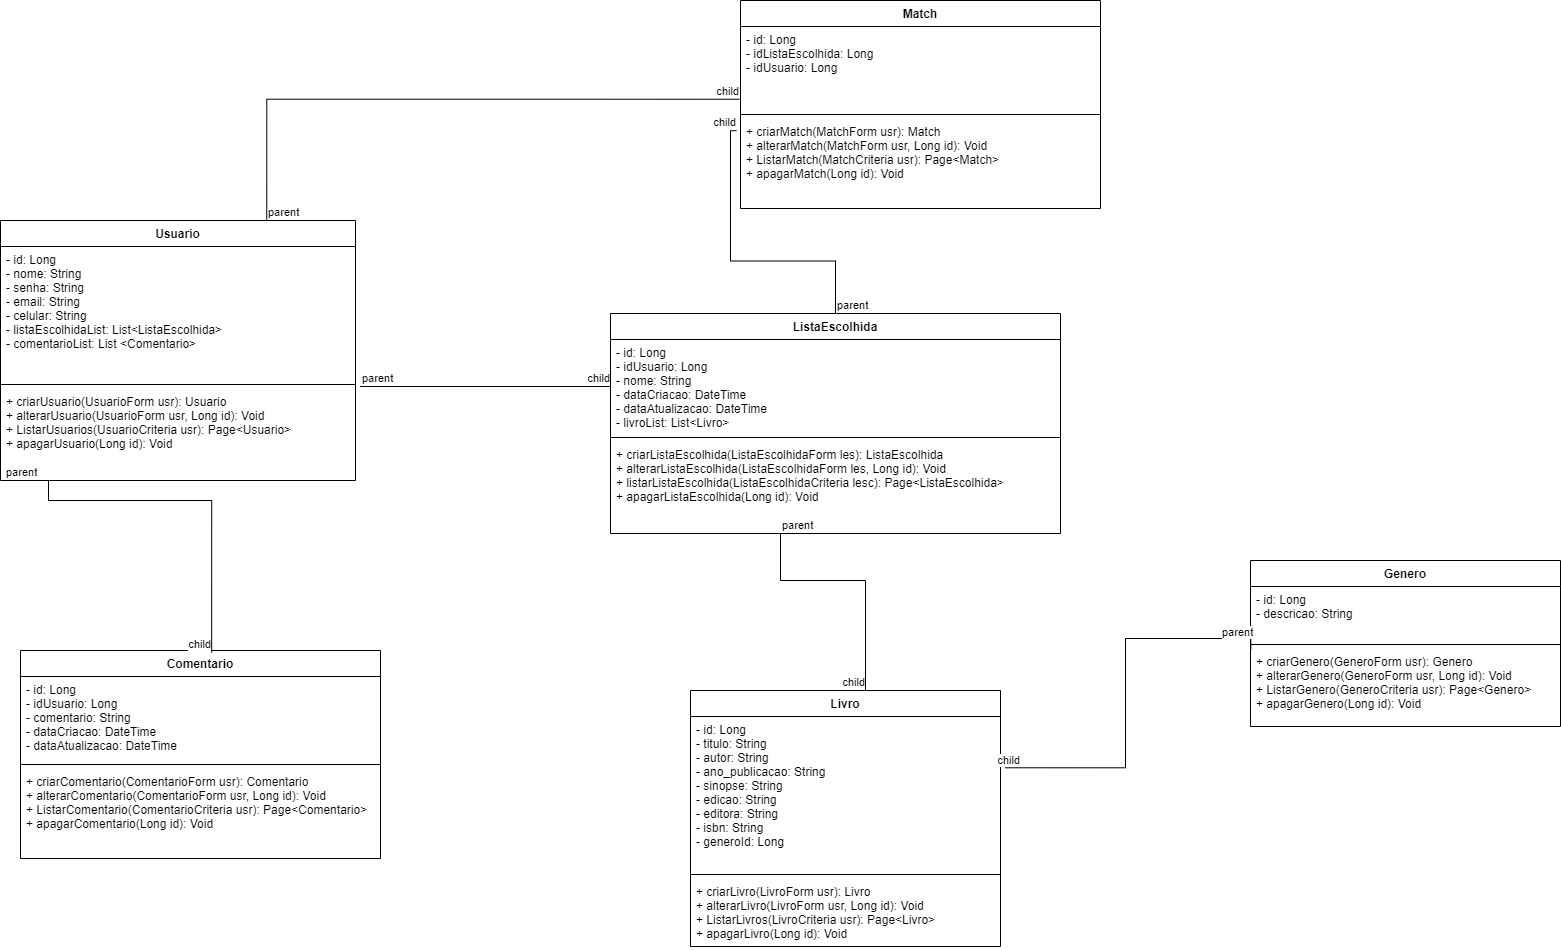 Match
- id: Long
- idListaEscolhida: Long
- idUsuario: Long
child
child
+ criarMatch(MatchForm usr): Match
+ alterarMatch(MatchForm usr, Long id): Void
+ ListarMatch(MatchCriteria usr): Page<Match>
+ apagarMatch(Long id): Void
parent
Usuario
- id: Long
- nome: String
- senha: String
- email: String
- celular: String
- listaEscolhidaList: List<ListaEscolhida>
- comentarioList: List <Comentario>
+ criarUsuario(UsuarioForm usr): Usuario
+ alterarUsuario(UsuarioForm usr, Long id): Void
+ ListarUsuarios(UsuarioCriteria usr): Page<Usuario>
+ apagarUsuario(Long id): Void
parent
parent
child
parent
ListaEscolhida
- id: Long
- idUsuario: Long
- nome: String
- dataCriacao: DateTime
- dataAtualizacao: DateTime
- livroList: List<Livro>
+ criarListaEscolhida(ListaEscolhidaForm les): ListaEscolhida
+ alterarListaEscolhida(ListaEscolhidaForm les, Long id): Void
+ listarListaEscolhida(ListaEscolhidaCriteria lesc): Page<ListaEscolhida>
+ apagarListaEscolhida(Long id): Void
parent
Genero
- id: Long
- descricao: String
parent
+ criarGenero(GeneroForm usr): Genero
+ alterarGenero(GeneroForm usr, Long id): Void
+ ListarGenero(GeneroCriteria usr): Page<Genero>
+ apagarGenero(Long id): Void
child
Comentario
- id: Long
- idUsuario: Long
- comentario: String
- dataCriacao: DateTime
- dataAtualizacao: DateTime
+ criarComentario(ComentarioForm usr): Comentario
+ alterarComentario(ComentarioForm usr, Long id): Void
+ ListarComentario(ComentarioCriteria usr): Page<Comentario>
+ apagarComentario(Long id): Void
child
Livro
- id: Long
- titulo: String
- autor: String
- ano_publicacao: String
- sinopse: String
- edicao: String
- editora: String
- isbn: String
- generoId: Long
child
+ criarLivro(LivroForm usr): Livro
+ alterarLivro(LivroForm usr, Long id): Void
+ ListarLivros(LivroCriteria usr): Page<Livro>
+ apagarLivro(Long id): Void